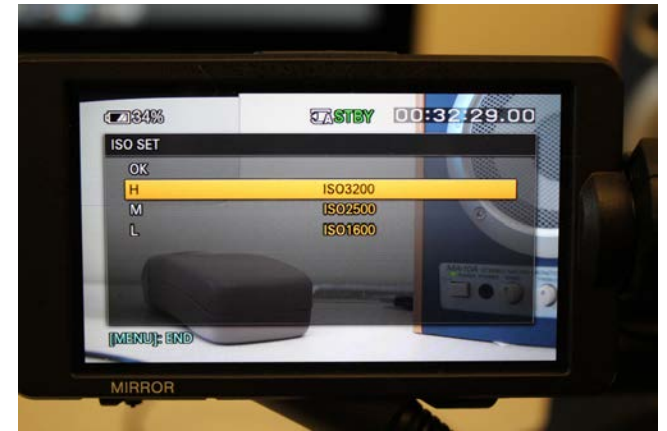 34% STBY 00:32:29.00
ISO SET
OK
H ISO3200
M ISO2500
L ISO1600
[MENU]: END
MIRROR